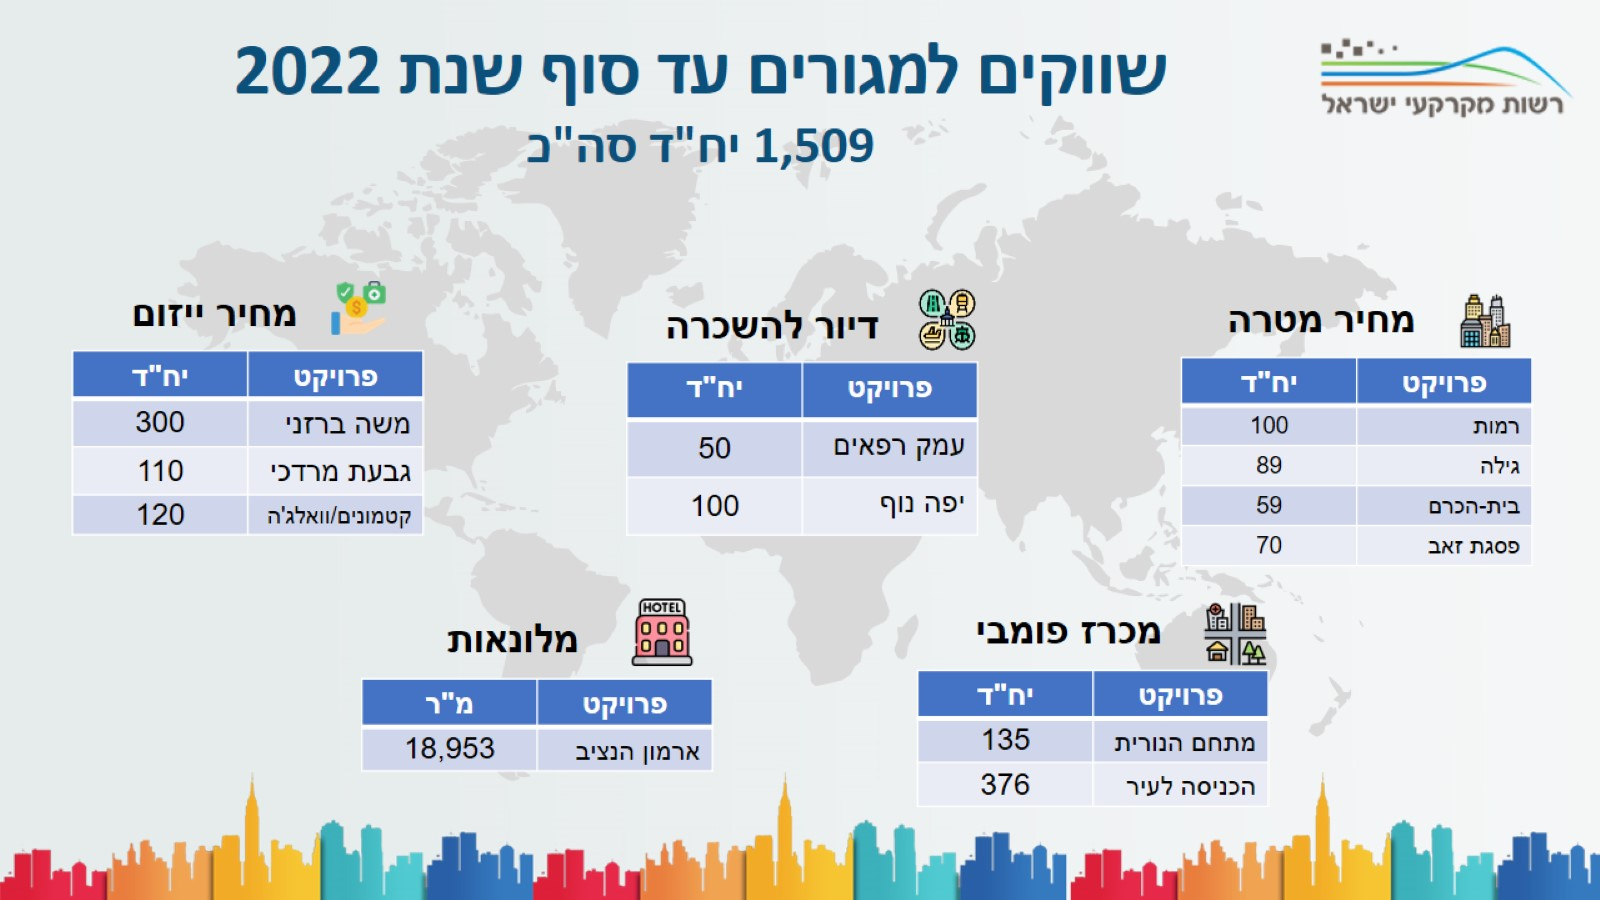 שווקים למגורים עד סוף שנת 2022
1,509 יח"ד סה"כ
רשות מקרקעי ישראל
מחיר מטרה
פרויקט יח"ד
רמות 100
גילה 89
בית-הכרם 59
פסגת זאב 70
דיור להשכרה
פרויקט יח"ד
עמק רפאים 50
יפה נוף 100
מחיר ייזום
פרויקט יח"ד
משה ברזני 300
גבעת מרדכי 110
קטמונים/וואלג'ה 120
מכרז פומבי
פרויקט יח"ד
מתחם הנורית 135
הכניסה לעיר 376
HOTEL
מלונאות
פרויקט מ"ר
ארמון הנציב 18,953